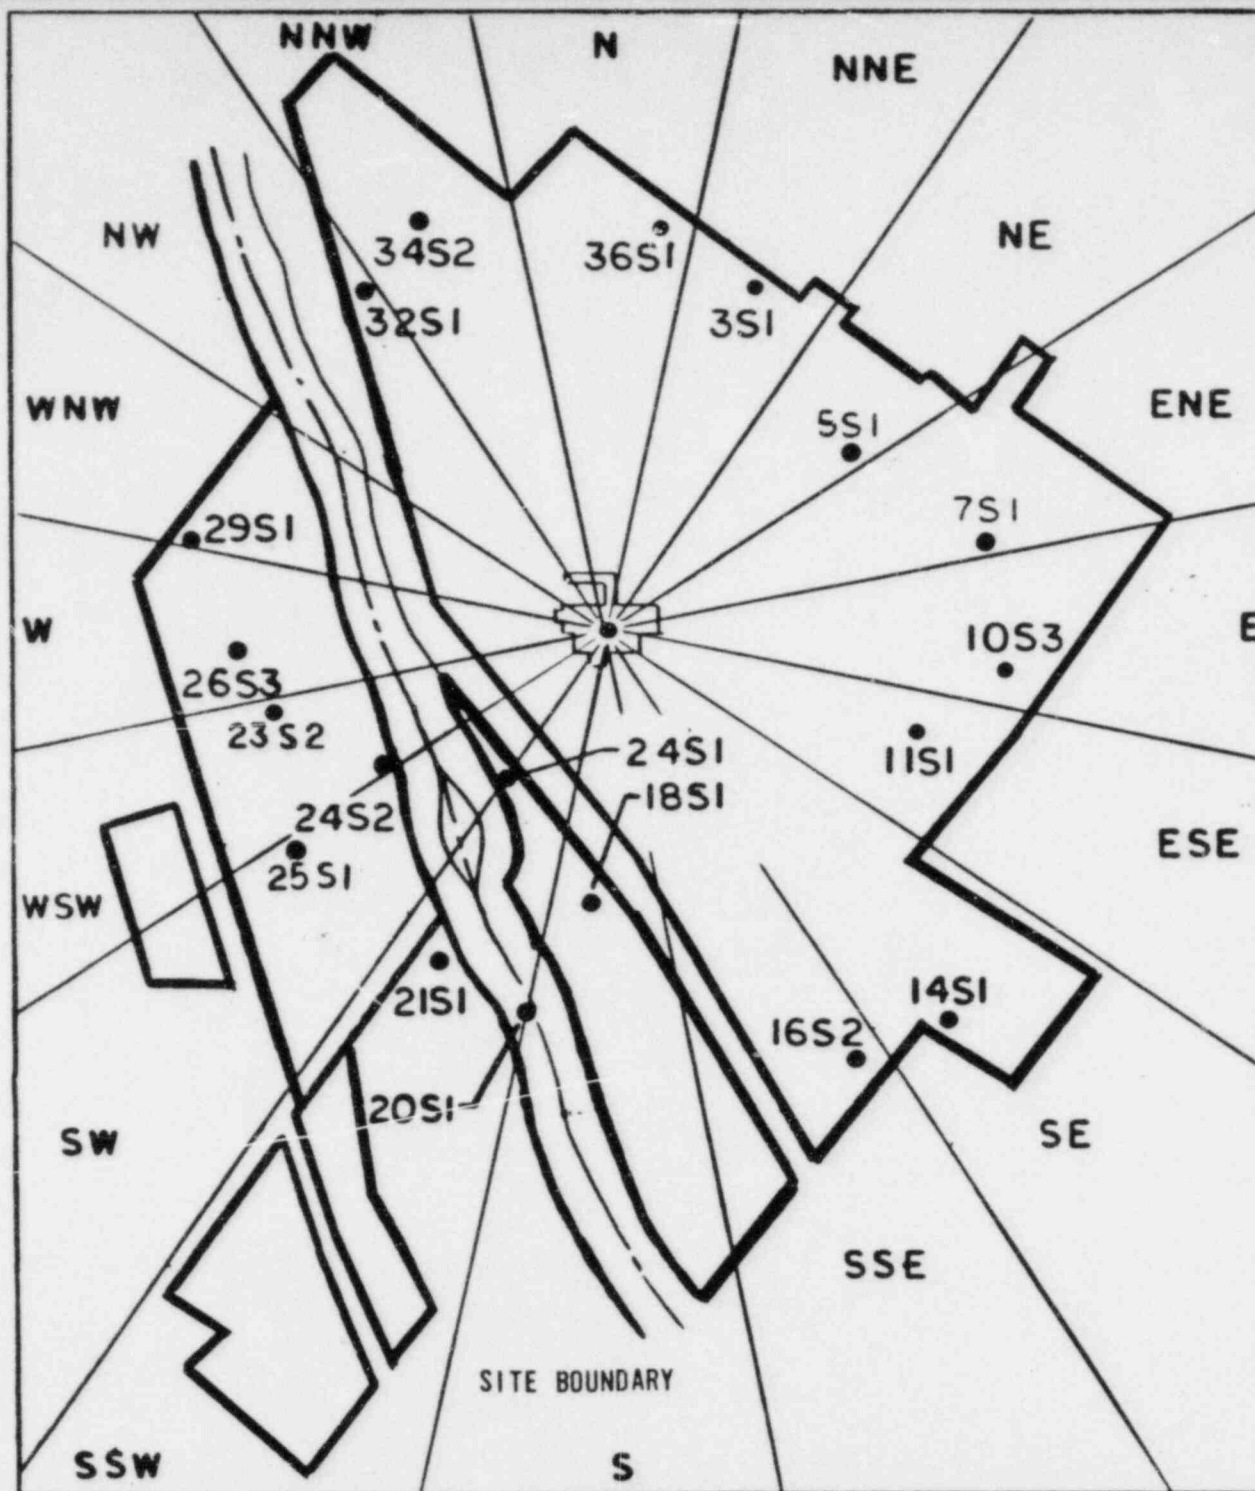 NNW
N
NNE
NW
34S2
36S1
NE
32S1
3S1
WNW
ENE
5S1
29S1
7S1
W
E
10S3
26S3
23S2
24S1
11S1
18S1
24S2
ESE
25S1
WSW
21S1
14S1
16S2
20S1
SW
SE
SSE
SITE BOUNDARY
SSW
S